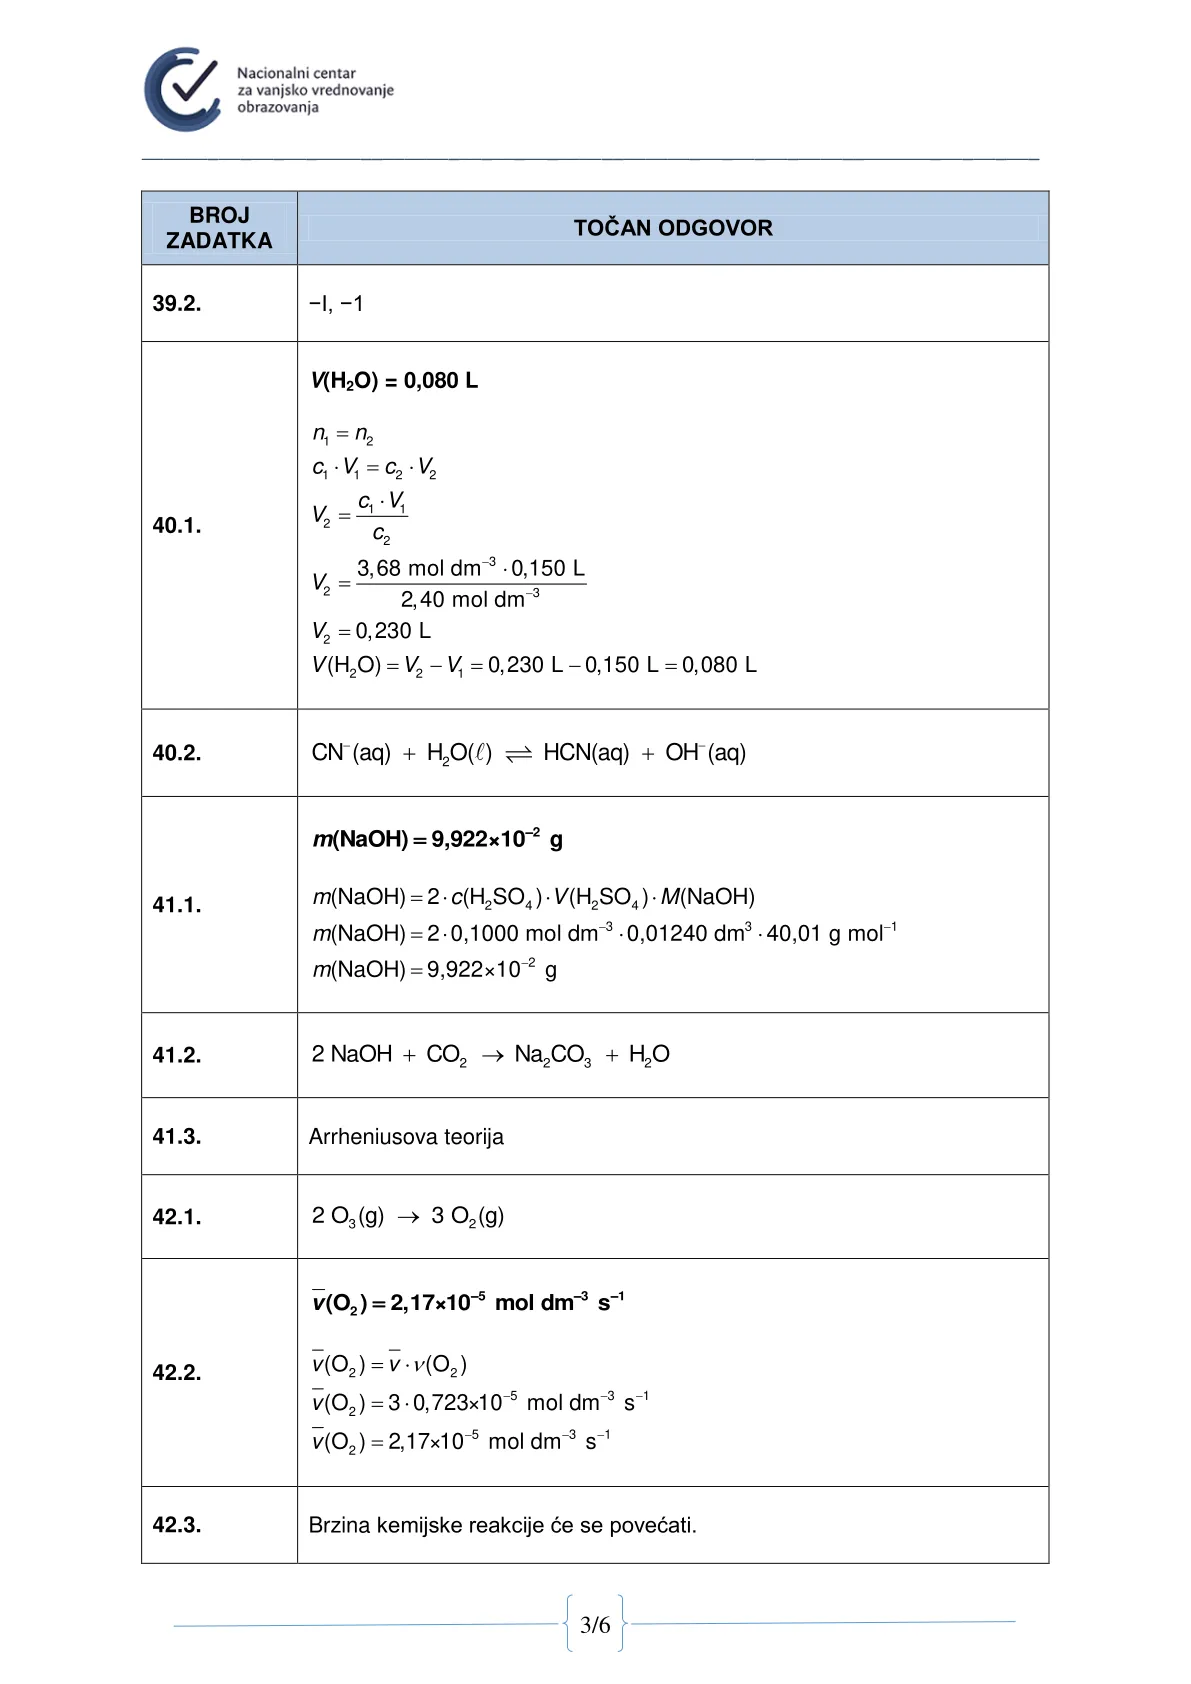 Nacionalni centar
za vanjsko vrednovanje
obrazovanja
BROJ
ZADATKA
TOČAN ODGOVOR
39.2.
−I, −1
40.1.
V(H₂O) = 0,080 L
n₁ = n₂
c₁ · V₁ = c₂ · V₂
V₂ = c₁ · V₁ / c₂
V₂ = 3,68 mol dm⁻³ · 0,150 L / 2,40 mol dm⁻³
V₂ = 0,230 L
V(H₂O) = V₂ − V₁ = 0,230 L − 0,150 L = 0,080 L
40.2.
CN⁻(aq) + H₂O(ℓ) ⇌ HCN(aq) + OH⁻(aq)
41.1.
m(NaOH) = 9,922×10⁻² g
m(NaOH) = 2 · c(H₂SO₄) · V(H₂SO₄) · M(NaOH)
m(NaOH) = 2 · 0,1000 mol dm⁻³ · 0,01240 dm³ · 40,01 g mol⁻¹
m(NaOH) = 9,922×10⁻² g
41.2.
2 NaOH + CO₂ → Na₂CO₃ + H₂O
41.3.
Arrheniusova teorija
42.1.
2 O₃(g) → 3 O₂(g)
42.2.
v̅(O₂) = 2,17×10⁻⁵ mol dm⁻³ s⁻¹
v̅(O₂) = v̅ · ν(O₂)
v̅(O₂) = 3 · 0,723×10⁻⁵ mol dm⁻³ s⁻¹
v̅(O₂) = 2,17×10⁻⁵ mol dm⁻³ s⁻¹
42.3.
Brzina kemijske reakcije će se povećati.
3/6